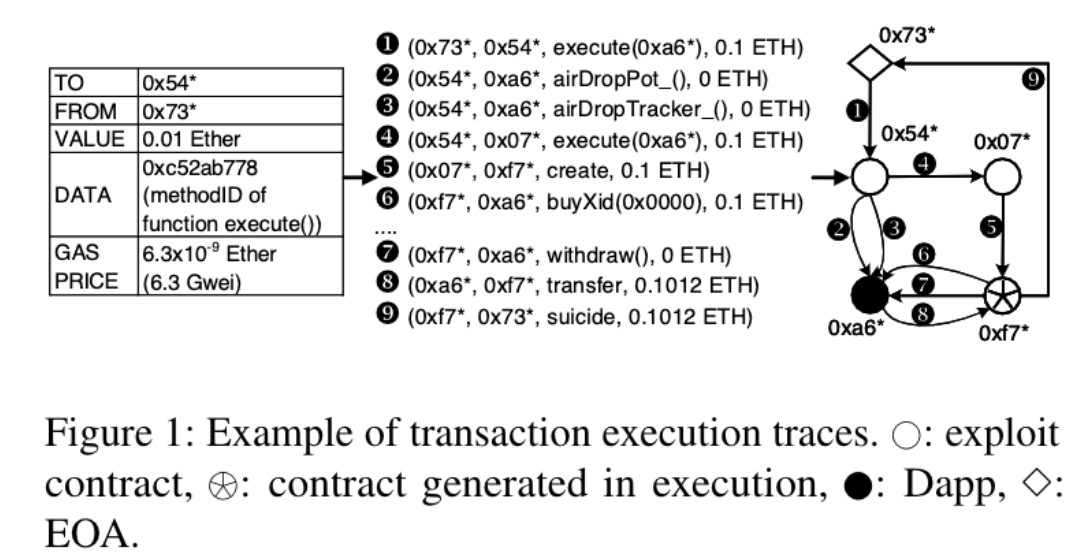 TO 0x54*
FROM 0x73*
VALUE 0.01 Ether
DATA 0xc52ab778
(methodID of
function execute())
GAS PRICE 6.3x10⁻⁹ Ether
(6.3 Gwei)
❶ (0x73*, 0x54*, execute(0xa6*), 0.1 ETH)
❷ (0x54*, 0xa6*, airDropPot_(), 0 ETH)
❸ (0x54*, 0xa6*, airDropTracker_(), 0 ETH)
❹ (0x54*, 0x07*, execute(0xa6*), 0.1 ETH)
❺ (0x07*, 0xf7*, create, 0.1 ETH)
❻ (0xf7*, 0xa6*, buyXid(0x0000), 0.1 ETH)
....
❼ (0xf7*, 0xa6*, withdraw(), 0 ETH)
❽ (0xa6*, 0xf7*, transfer, 0.1012 ETH)
❾ (0xf7*, 0x73*, suicide, 0.1012 ETH)
0x73*
❾
❶
0x54*
0x07*
❹
❷
❸
❺
❻
❼
❽
0xa6*
0xf7*
Figure 1: Example of transaction execution traces. ○: exploit
contract, ⍟: contract generated in execution, ●: Dapp, ◇:
EOA.